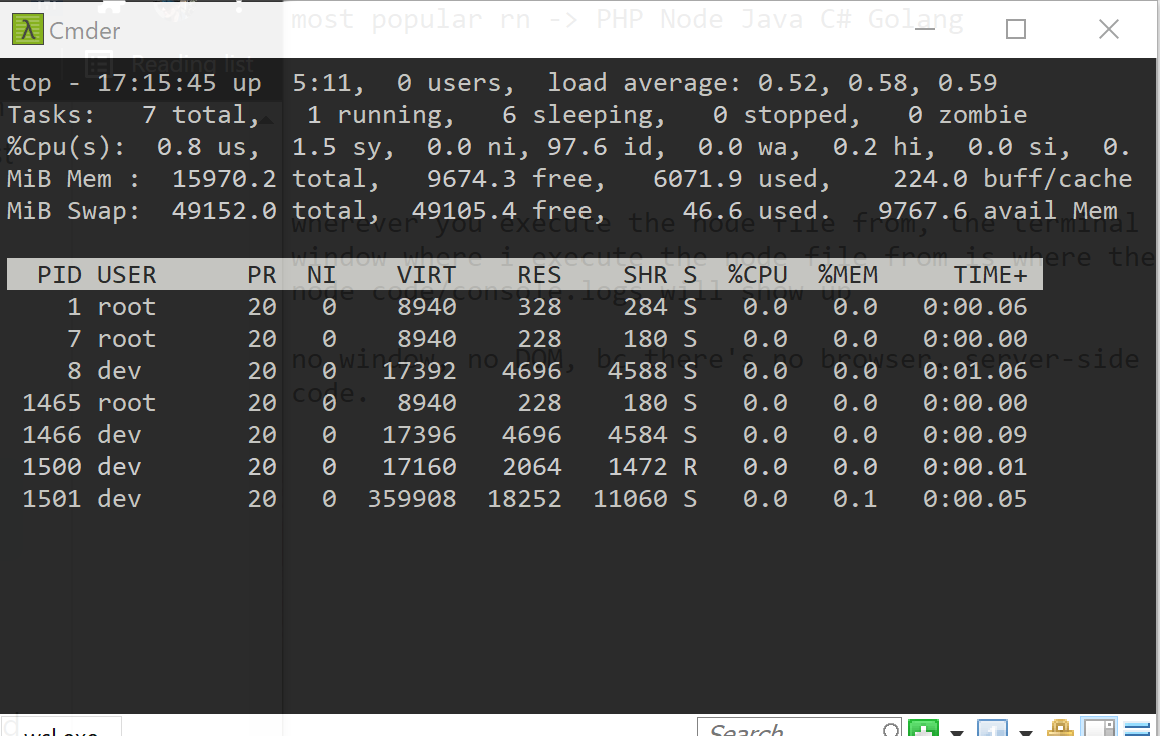 most popular rn -> PHP Node Java C# Golang
Cmder
Reading list
top - 17:15:45 up  5:11,  0 users,  load average: 0.52, 0.58, 0.59
Tasks:   7 total,   1 running,   6 sleeping,   0 stopped,   0 zombie
%Cpu(s):  0.8 us,  1.5 sy,  0.0 ni, 97.6 id,  0.0 wa,  0.2 hi,  0.0 si,  0.
MiB Mem :  15970.2 total,   9674.3 free,   6071.9 used,    224.0 buff/cache
MiB Swap:  49152.0 total,  49105.4 free,     46.6 used.   9767.6 avail Mem
wherever you execute the node file from, the terminal
window where i execute the node file from is where the
PID USER      PR  NI    VIRT    RES    SHR S  %CPU  %MEM     TIME+
node code/console.logs will show up
1 root      20   0    8940    328    284 S   0.0   0.0   0:00.06
7 root      20   0    8940    228    180 S   0.0   0.0   0:00.00
no window, no DOM, bc there's no browser. server-side
8 dev       20   0   17392   4696   4588 S   0.0   0.0   0:01.06
code.
1465 root      20   0    8940    228    180 S   0.0   0.0   0:00.00
1466 dev       20   0   17396   4696   4584 S   0.0   0.0   0:00.09
1500 dev       20   0   17160   2064   1472 R   0.0   0.0   0:00.01
1501 dev       20   0  359908  18252  11060 S   0.0   0.1   0:00.05
wsl.exe
Search